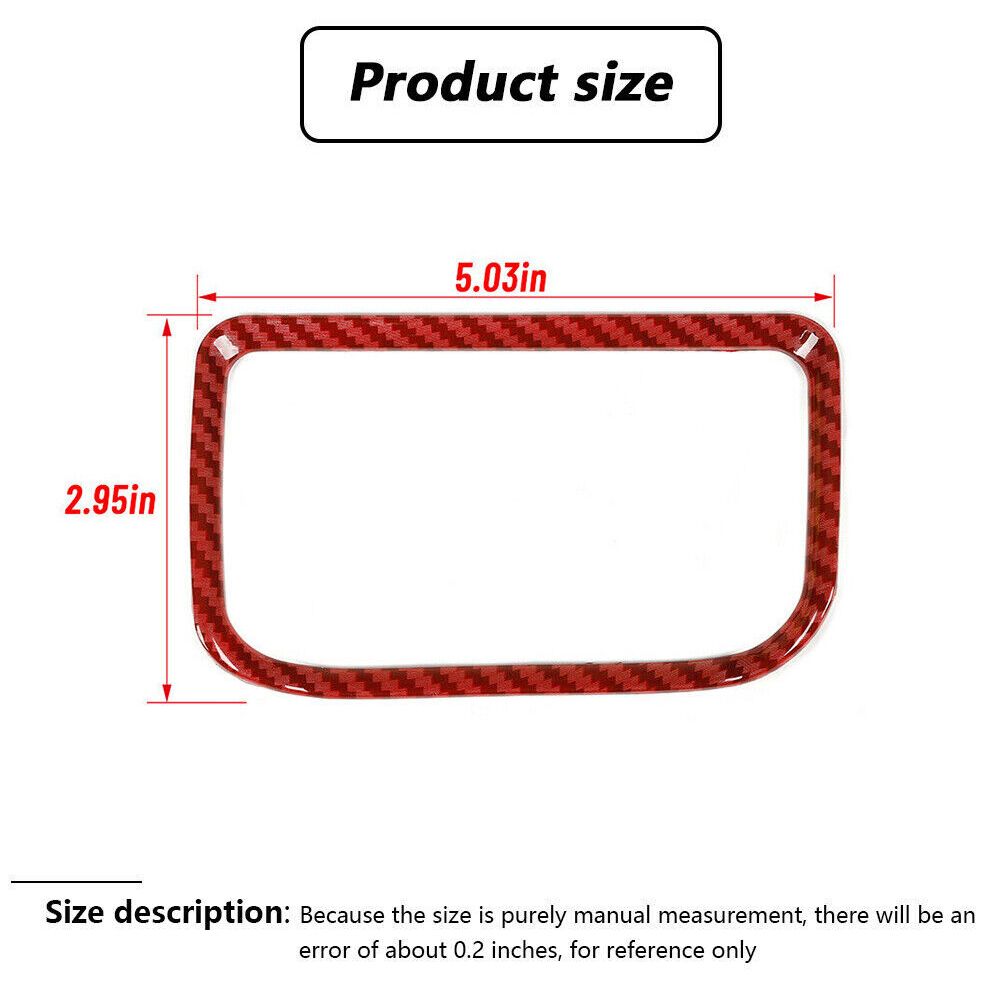 Product size
5.03in
2.95in
Size description: Because the size is purely manual measurement, there will be an
error of about 0.2 inches, for reference only